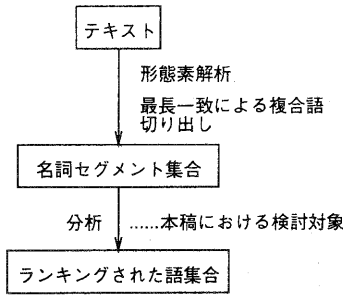 テキスト
形態素解析
最長一致による複合語
切り出し
名詞セグメント集合
分析 ……本稿における検討対象
ランキングされた語集合